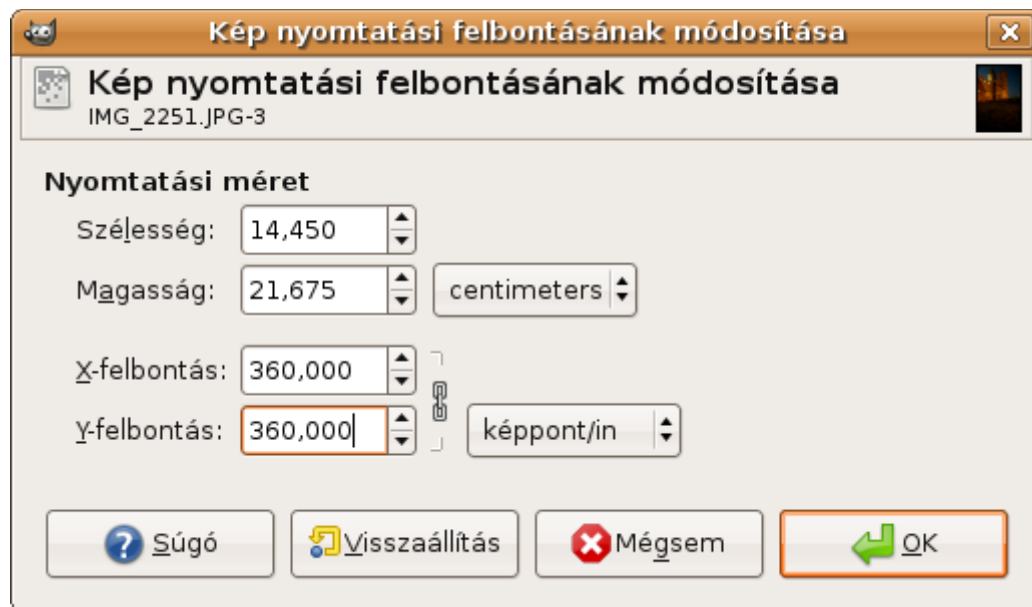 Kép nyomtatási felbontásának módosítása
Kép nyomtatási felbontásának módosítása
IMG_2251.JPG-3
Nyomtatási méret
Szélesség: 14,450
Magasság: 21,675 centimeters
X-felbontás: 360,000
Y-felbontás: 360,000 képpont/in
Súgó Visszaállítás Mégsem OK